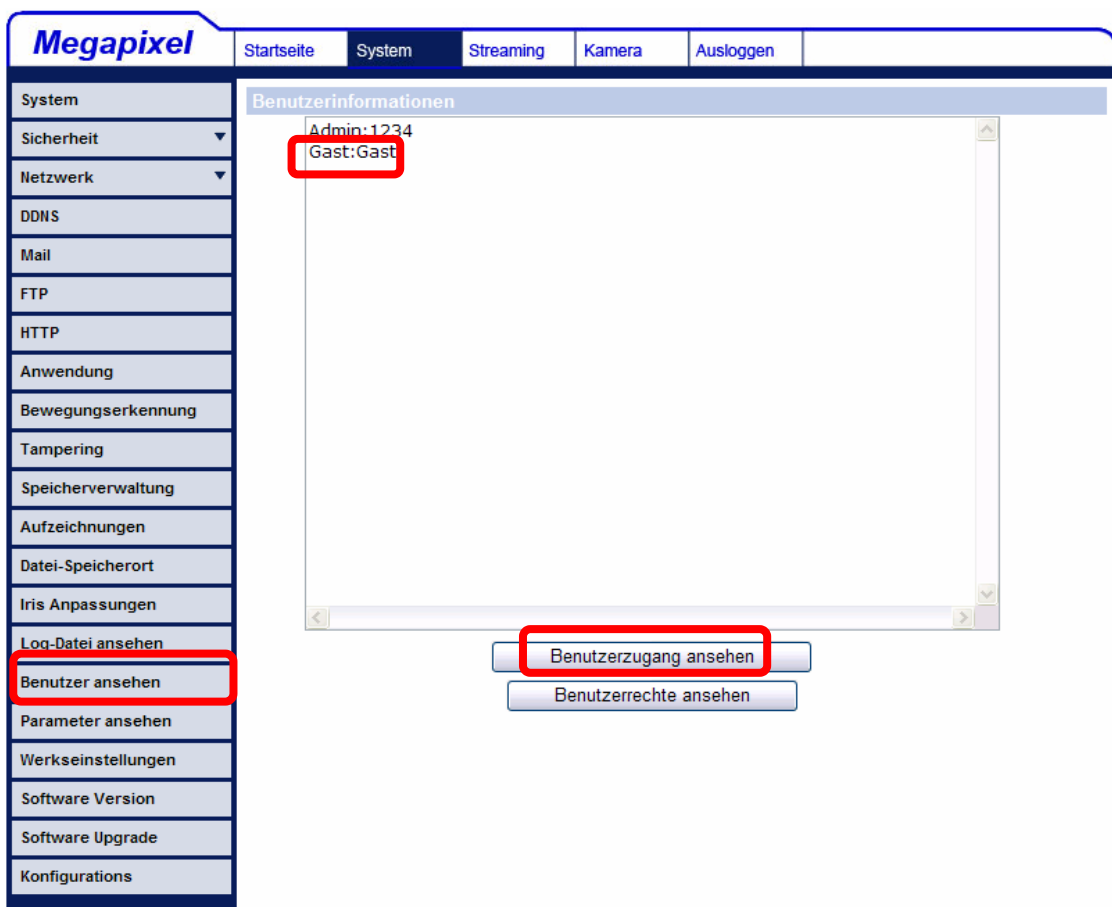 Megapixel
Startseite System Streaming Kamera Ausloggen
System
Sicherheit
Netzwerk
DDNS
Mail
FTP
HTTP
Anwendung
Bewegungserkennung
Tampering
Speicherverwaltung
Aufzeichnungen
Datei-Speicherort
Iris Anpassungen
Log-Datei ansehen
Benutzer ansehen
Parameter ansehen
Werkseinstellungen
Software Version
Software Upgrade
Konfigurations
Benutzerinformationen
Admin:1234
Gast:Gast
Benutzerzugang ansehen
Benutzerrechte ansehen